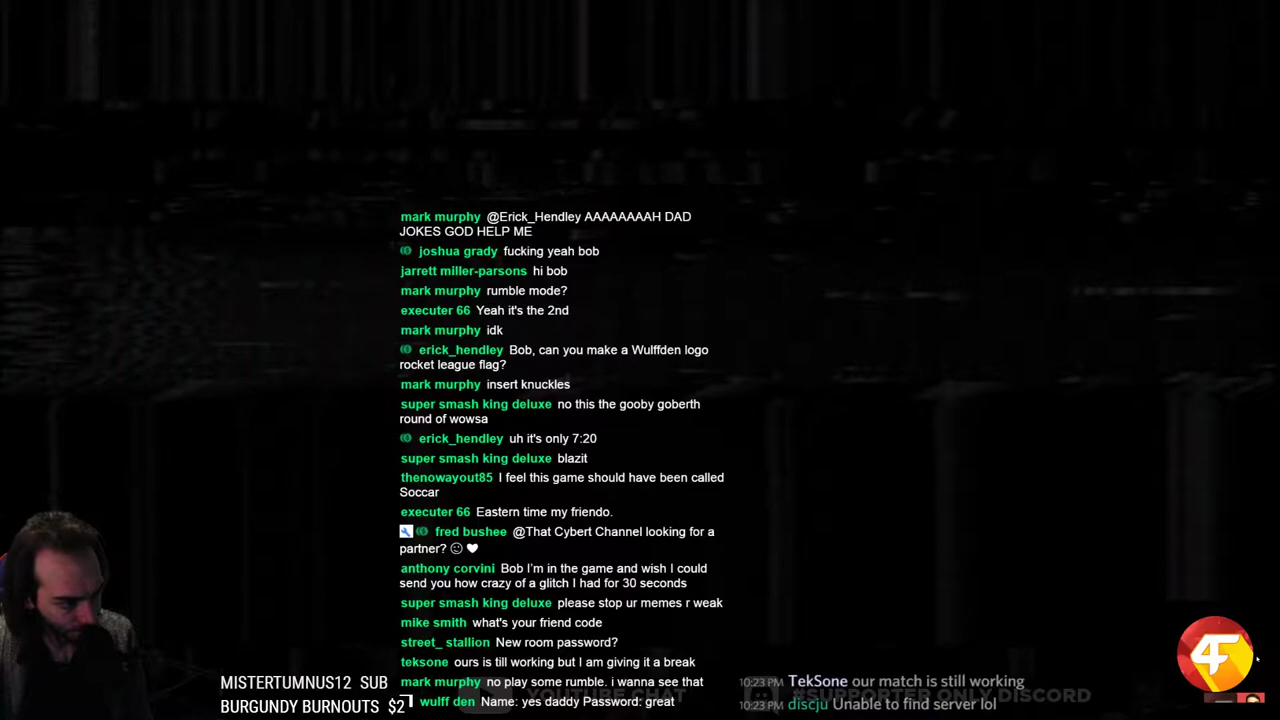 mark murphy @Erick_Hendley AAAAAAAAH DAD
JOKES GOD HELP ME
joshua grady fucking yeah bob
jarrett miller-parsons hi bob
mark murphy rumble mode?
executer 66 Yeah it's the 2nd
mark murphy idk
erick_hendley Bob, can you make a Wulffden logo
rocket league flag?
mark murphy insert knuckles
super smash king deluxe no this the gooby goberth
round of wowsa
erick_hendley uh it's only 7:20
super smash king deluxe blazit
thenowayout85 I feel this game should have been called
Soccar
executer 66 Eastern time my friendo.
fred bushee @That Cybert Channel looking for a
partner?
anthony corvini Bob I'm in the game and wish I could
send you how crazy of a glitch I had for 30 seconds
super smash king deluxe please stop ur memes r weak
mike smith what's your friend code
street_ stallion New room password?
teksone ours is till working but I am giving it a break
mark murphy no play some rumble. i wanna see that
wulff den Name: yes daddy Password: great
MISTERTUMNUS12 SUB
BURGUNDY BURNOUTS $2
YOUTUBE CHAT
#SUPPORTER ONLY DISCORD
10:23 PM TekSone our match is still working
10:23 PM discju Unable to find server lol
4F